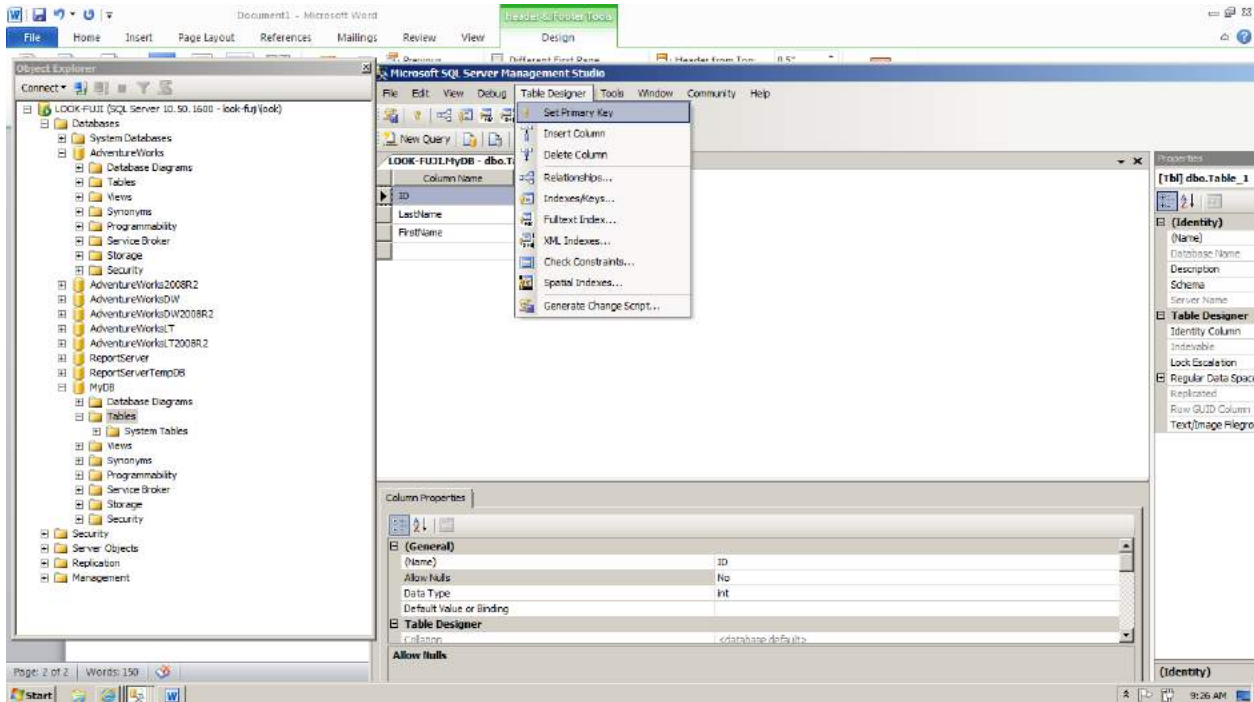 Document1 - Microsoft Word
Header & Footer Tools
File Home Insert Page Layout References Mailings Review View Design
Previous Different First Page Header from Top: 0.5"
Object Explorer
Connect
LOOK-FUJI (SQL Server 10.50.1600 - look-fuji\look)
Databases
System Databases
AdventureWorks
Database Diagrams
Tables
Views
Synonyms
Programmability
Service Broker
Storage
Security
AdventureWorks2008R2
AdventureWorksDW
AdventureWorksDW2008R2
AdventureWorksLT
AdventureWorksLT2008R2
ReportServer
ReportServerTempDB
MyDB
Database Diagrams
Tables
System Tables
Views
Synonyms
Programmability
Service Broker
Storage
Security
Security
Server Objects
Replication
Management
Microsoft SQL Server Management Studio
File Edit View Debug Table Designer Tools Window Community Help
New Query
LOOK-FUJI.MyDB - dbo.T
Column Name
ID
LastName
FirstName
Set Primary Key
Insert Column
Delete Column
Relationships...
Indexes/Keys...
Fulltext Index...
XML Indexes...
Check Constraints...
Spatial Indexes...
Generate Change Script...
Column Properties
(General)
(Name) ID
Allow Nulls No
Data Type int
Default Value or Binding
Table Designer
Collation <database default>
Allow Nulls
Properties
[Tbl] dbo.Table_1
(Identity)
(Name)
Database Name
Description
Schema
Server Name
Table Designer
Identity Column
Indexable
Lock Escalation
Regular Data Spac
Replicated
Row GUID Column
Text/Image Filegro
(Identity)
Page: 2 of 2 Words: 150
Start 9:26 AM